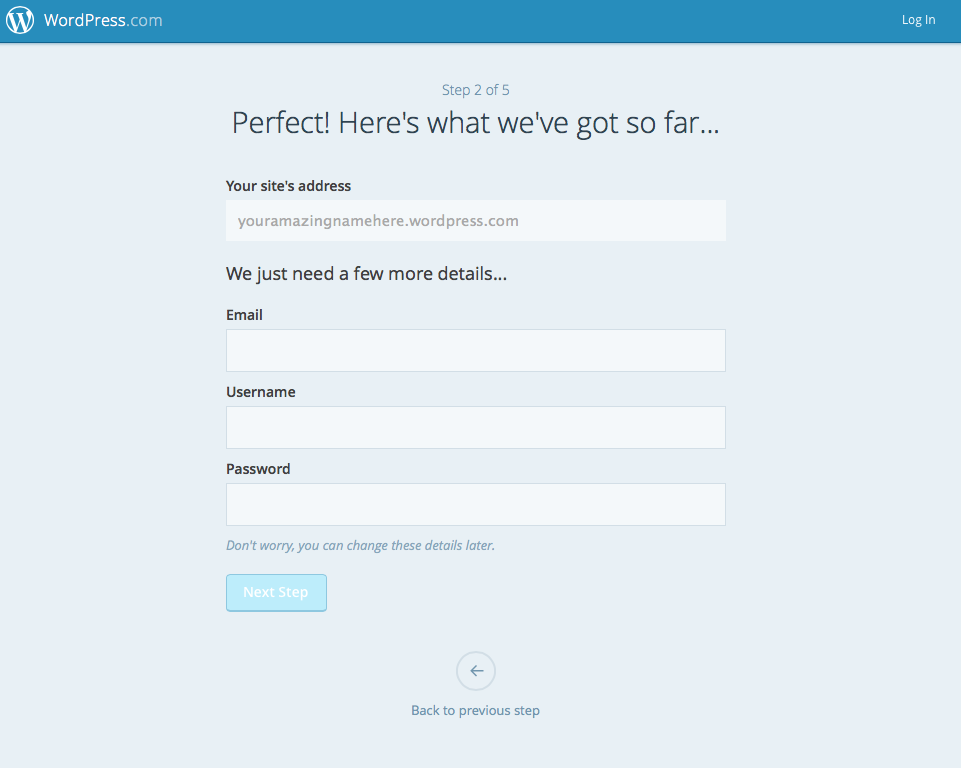 WordPress.com
Log In
Step 2 of 5
Perfect! Here's what we've got so far...
Your site's address
youramazingnamehere.wordpress.com
We just need a few more details...
Email
Username
Password
Don't worry, you can change these details later.
Next Step
Back to previous step